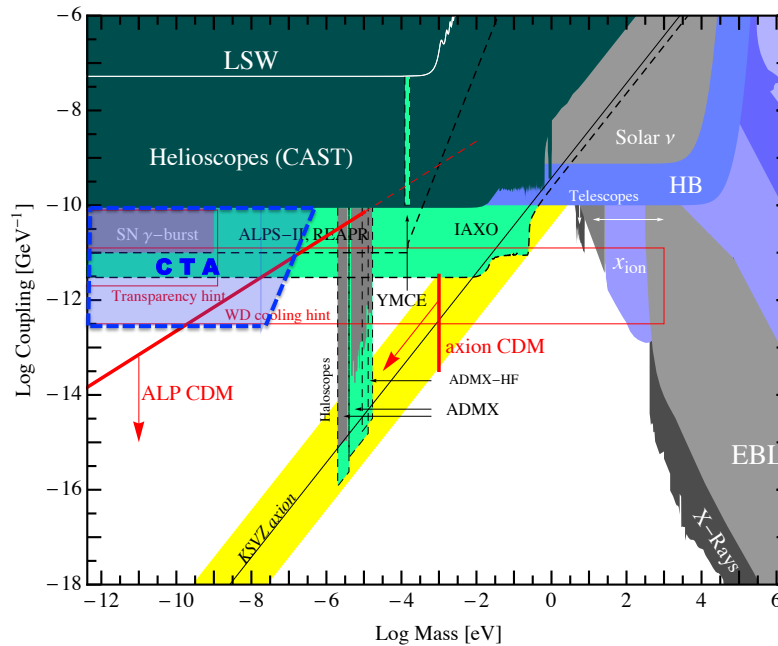 -6
-8
-10
-12
-14
-16
-18
Log Coupling [GeV⁻¹]
LSW
Helioscopes (CAST)
Solar ν
HB
Telescopes
SN γ-burst
ALPS-II, REAPR
IAXO
CTA
x_ion
Transparency hint
YMCE
WD cooling hint
axion CDM
ALP CDM
Haloscopes
ADMX-HF
ADMX
EBL
KSVZ axion
X-Rays
-12 -10 -8 -6 -4 -2 0 2 4 6
Log Mass [eV]